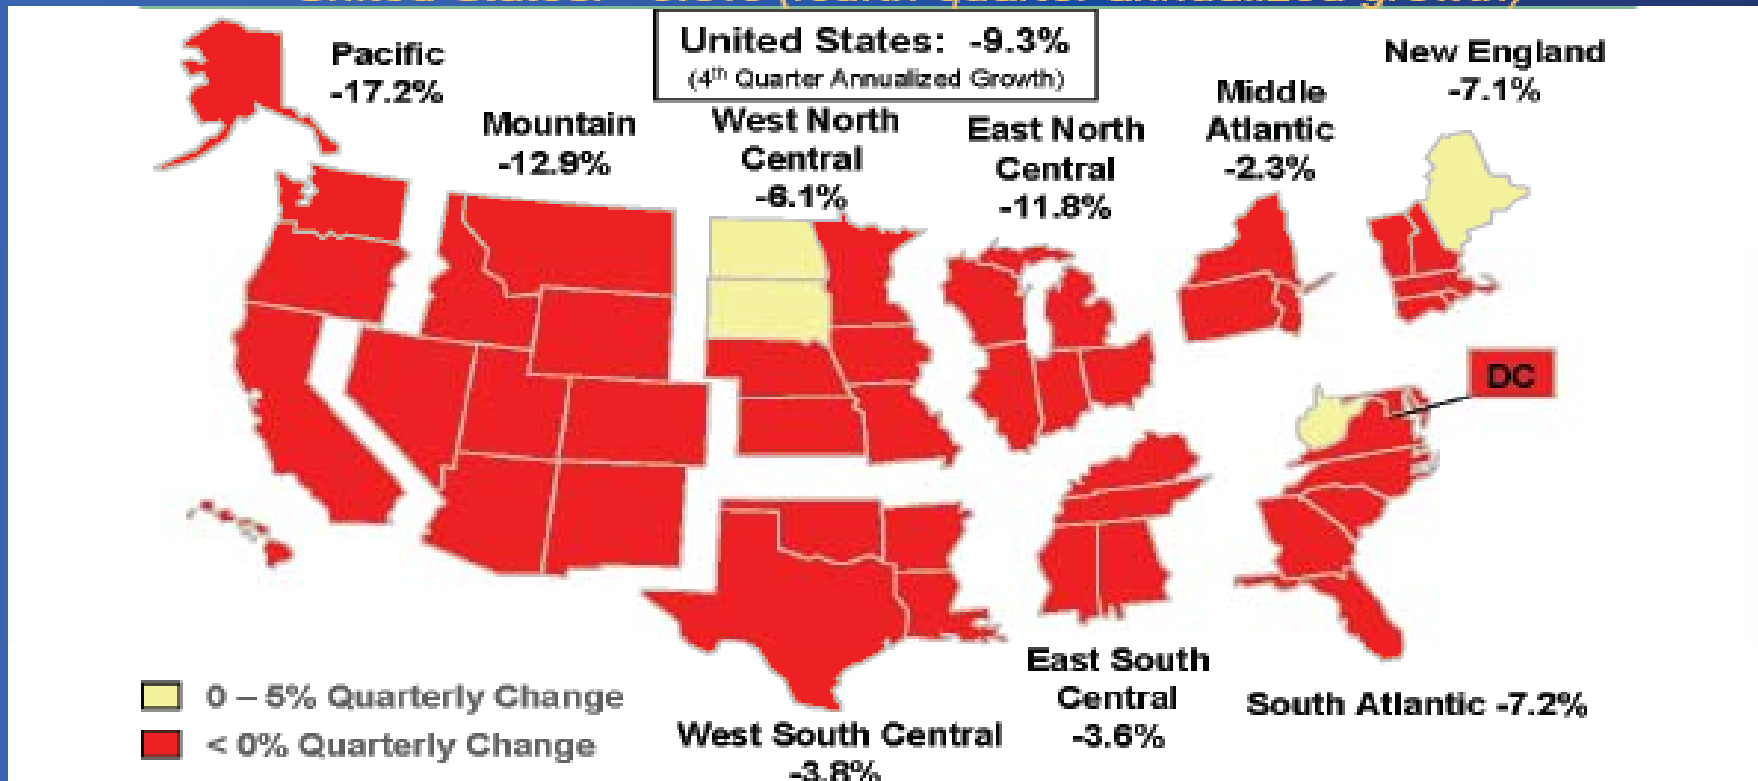 United States: -9.3%
(4th Quarter Annualized Growth)
Pacific
-17.2%
Mountain
-12.9%
West North
Central
-6.1%
East North
Central
-11.8%
Middle
Atlantic
-2.3%
New England
-7.1%
DC
0 – 5% Quarterly Change
< 0% Quarterly Change
West South Central
-3.8%
East South
Central
-3.6%
South Atlantic -7.2%